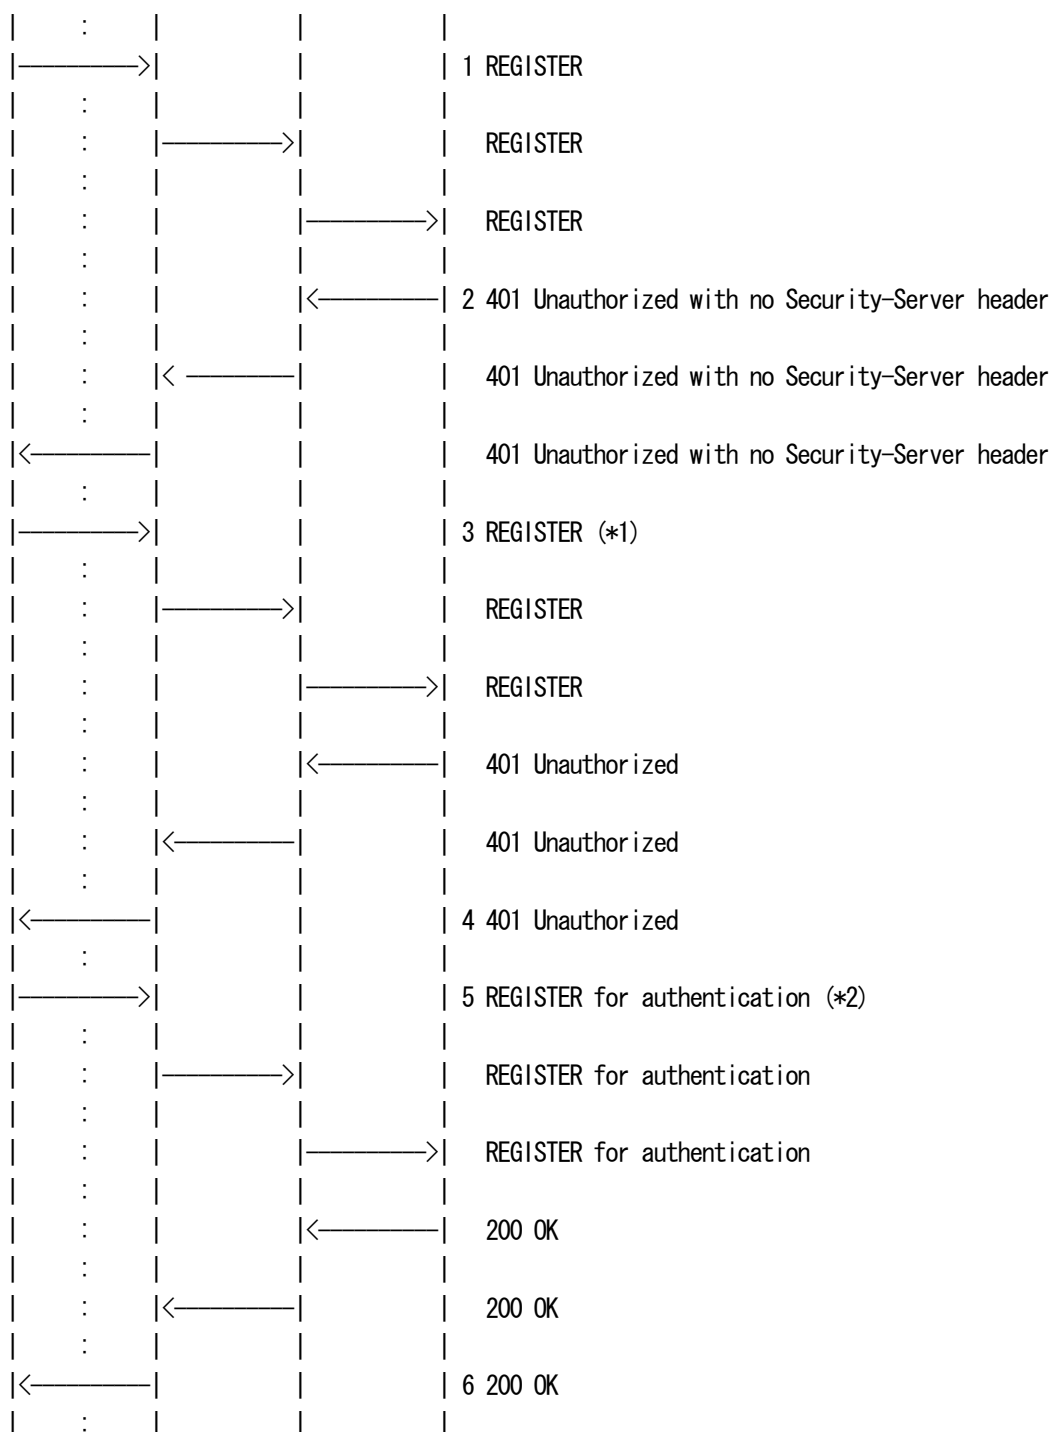 1 REGISTER
REGISTER
REGISTER
2 401 Unauthorized with no Security-Server header
401 Unauthorized with no Security-Server header
401 Unauthorized with no Security-Server header
3 REGISTER (*1)
REGISTER
REGISTER
401 Unauthorized
401 Unauthorized
4 401 Unauthorized
5 REGISTER for authentication (*2)
REGISTER for authentication
REGISTER for authentication
200 OK
200 OK
6 200 OK